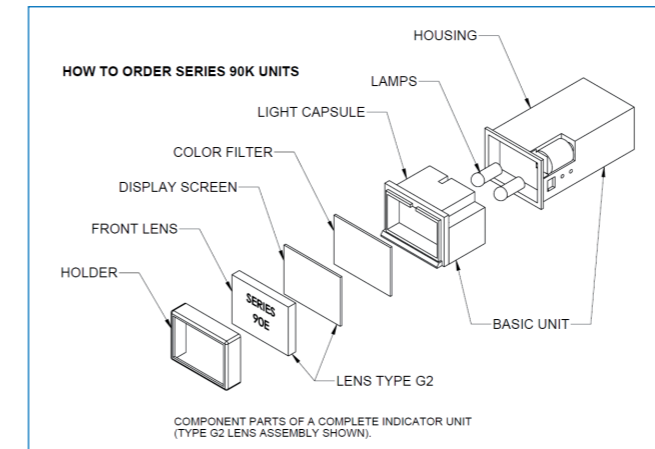 HOW TO ORDER SERIES 90K UNITS
HOUSING
LAMPS
LIGHT CAPSULE
COLOR FILTER
DISPLAY SCREEN
FRONT LENS
HOLDER
SERIES
90E
BASIC UNIT
LENS TYPE G2
COMPONENT PARTS OF A COMPLETE INDICATOR UNIT
(TYPE G2 LENS ASSEMBLY SHOWN).